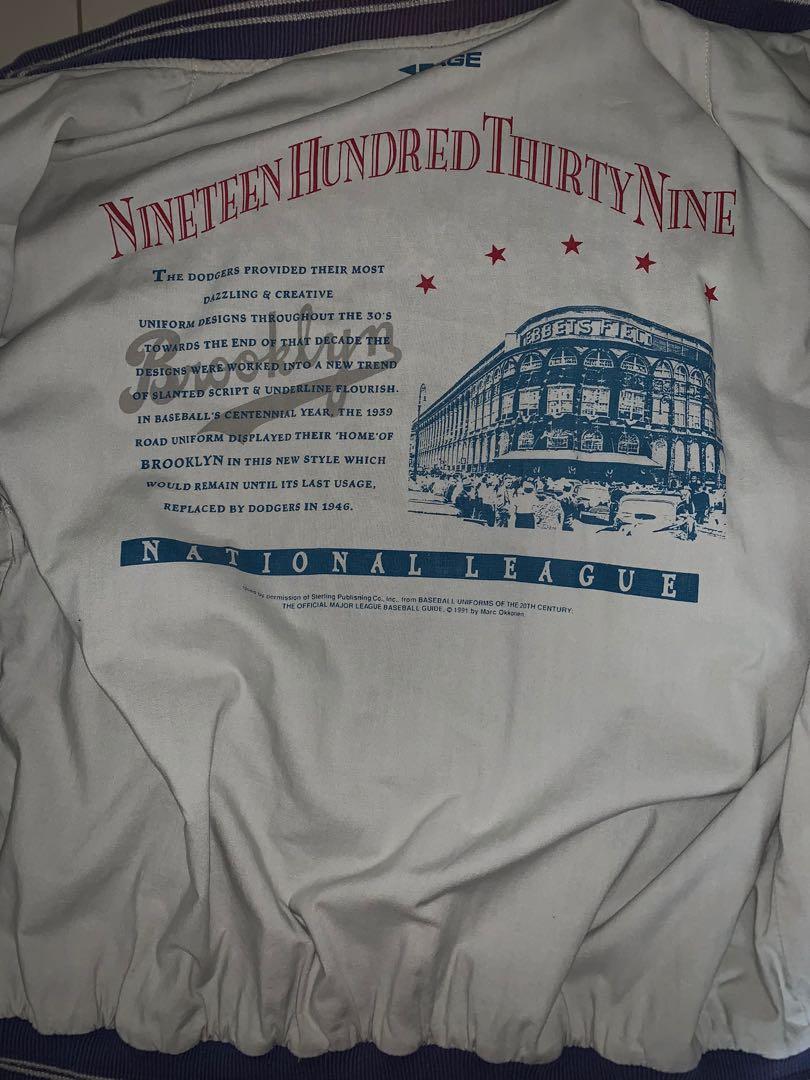 NINETEEN HUNDRED THIRTY NINE
THE DODGERS PROVIDED THEIR MOST
DAZZLING & CREATIVE
UNIFORM DESIGNS THROUGHOUT THE 30'S
TOWARDS THE END OF THAT DECADE THE
DESIGNS WERE WORKED INTO A NEW TREND
OF SLANTED SCRIPT & UNDERLINE FLOURISH.
IN BASEBALL'S CENTENNIAL YEAR, THE 1939
ROAD UNIFORM DISPLAYED THEIR 'HOME' OF
BROOKLYN IN THIS NEW STYLE WHICH
WOULD REMAIN UNTIL ITS LAST USAGE,
REPLACED BY DODGERS IN 1946.
Brooklyn
EBBETS FIELD
NATIONAL LEAGUE
by permission of Sterling Publishing Co., Inc., from BASEBALL UNIFORMS OF THE 20TH CENTURY:
THE OFFICIAL MAJOR LEAGUE BASEBALL GUIDE, © 1991 by Marc Okkonen.